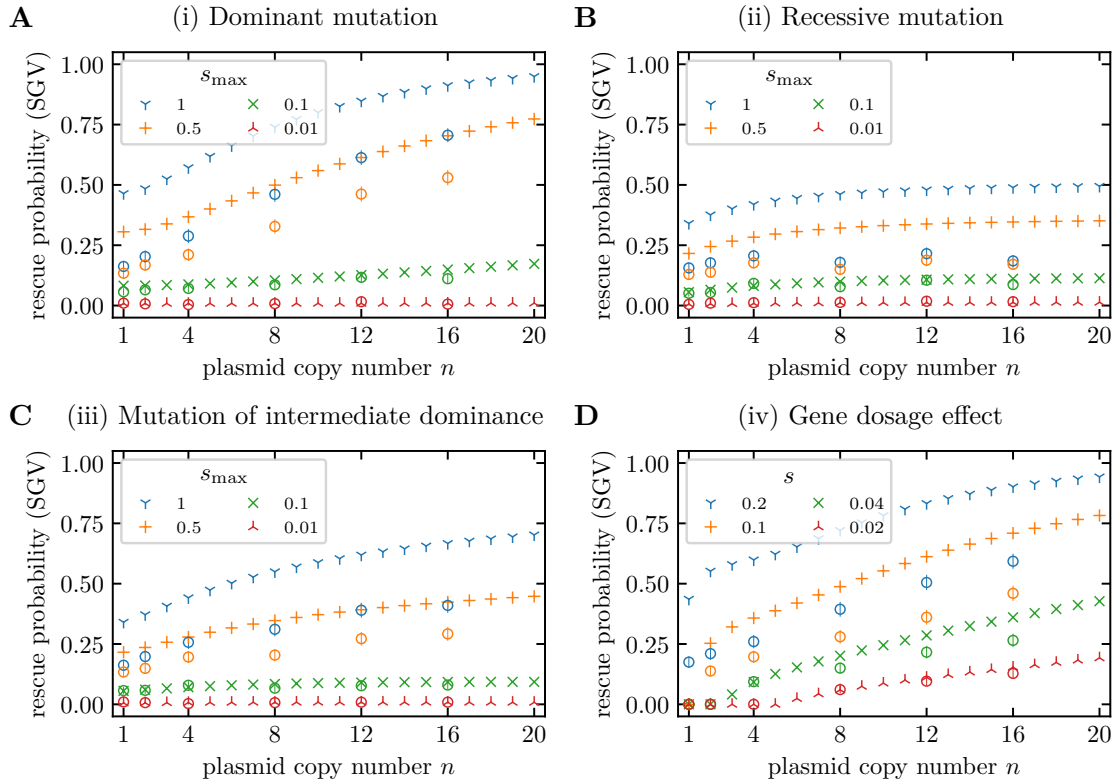 A (i) Dominant mutation
rescue probability (SGV)
1.00
0.75
0.50
0.25
0.00
s_max
1 0.1
0.5 0.01
1 4 8 12 16 20
plasmid copy number n
B (ii) Recessive mutation
rescue probability (SGV)
1.00
0.75
0.50
0.25
0.00
s_max
1 0.1
0.5 0.01
1 4 8 12 16 20
plasmid copy number n
C (iii) Mutation of intermediate dominance
rescue probability (SGV)
1.00
0.75
0.50
0.25
0.00
s_max
1 0.1
0.5 0.01
1 4 8 12 16 20
plasmid copy number n
D (iv) Gene dosage effect
rescue probability (SGV)
1.00
0.75
0.50
0.25
0.00
s
0.2 0.04
0.1 0.02
1 4 8 12 16 20
plasmid copy number n